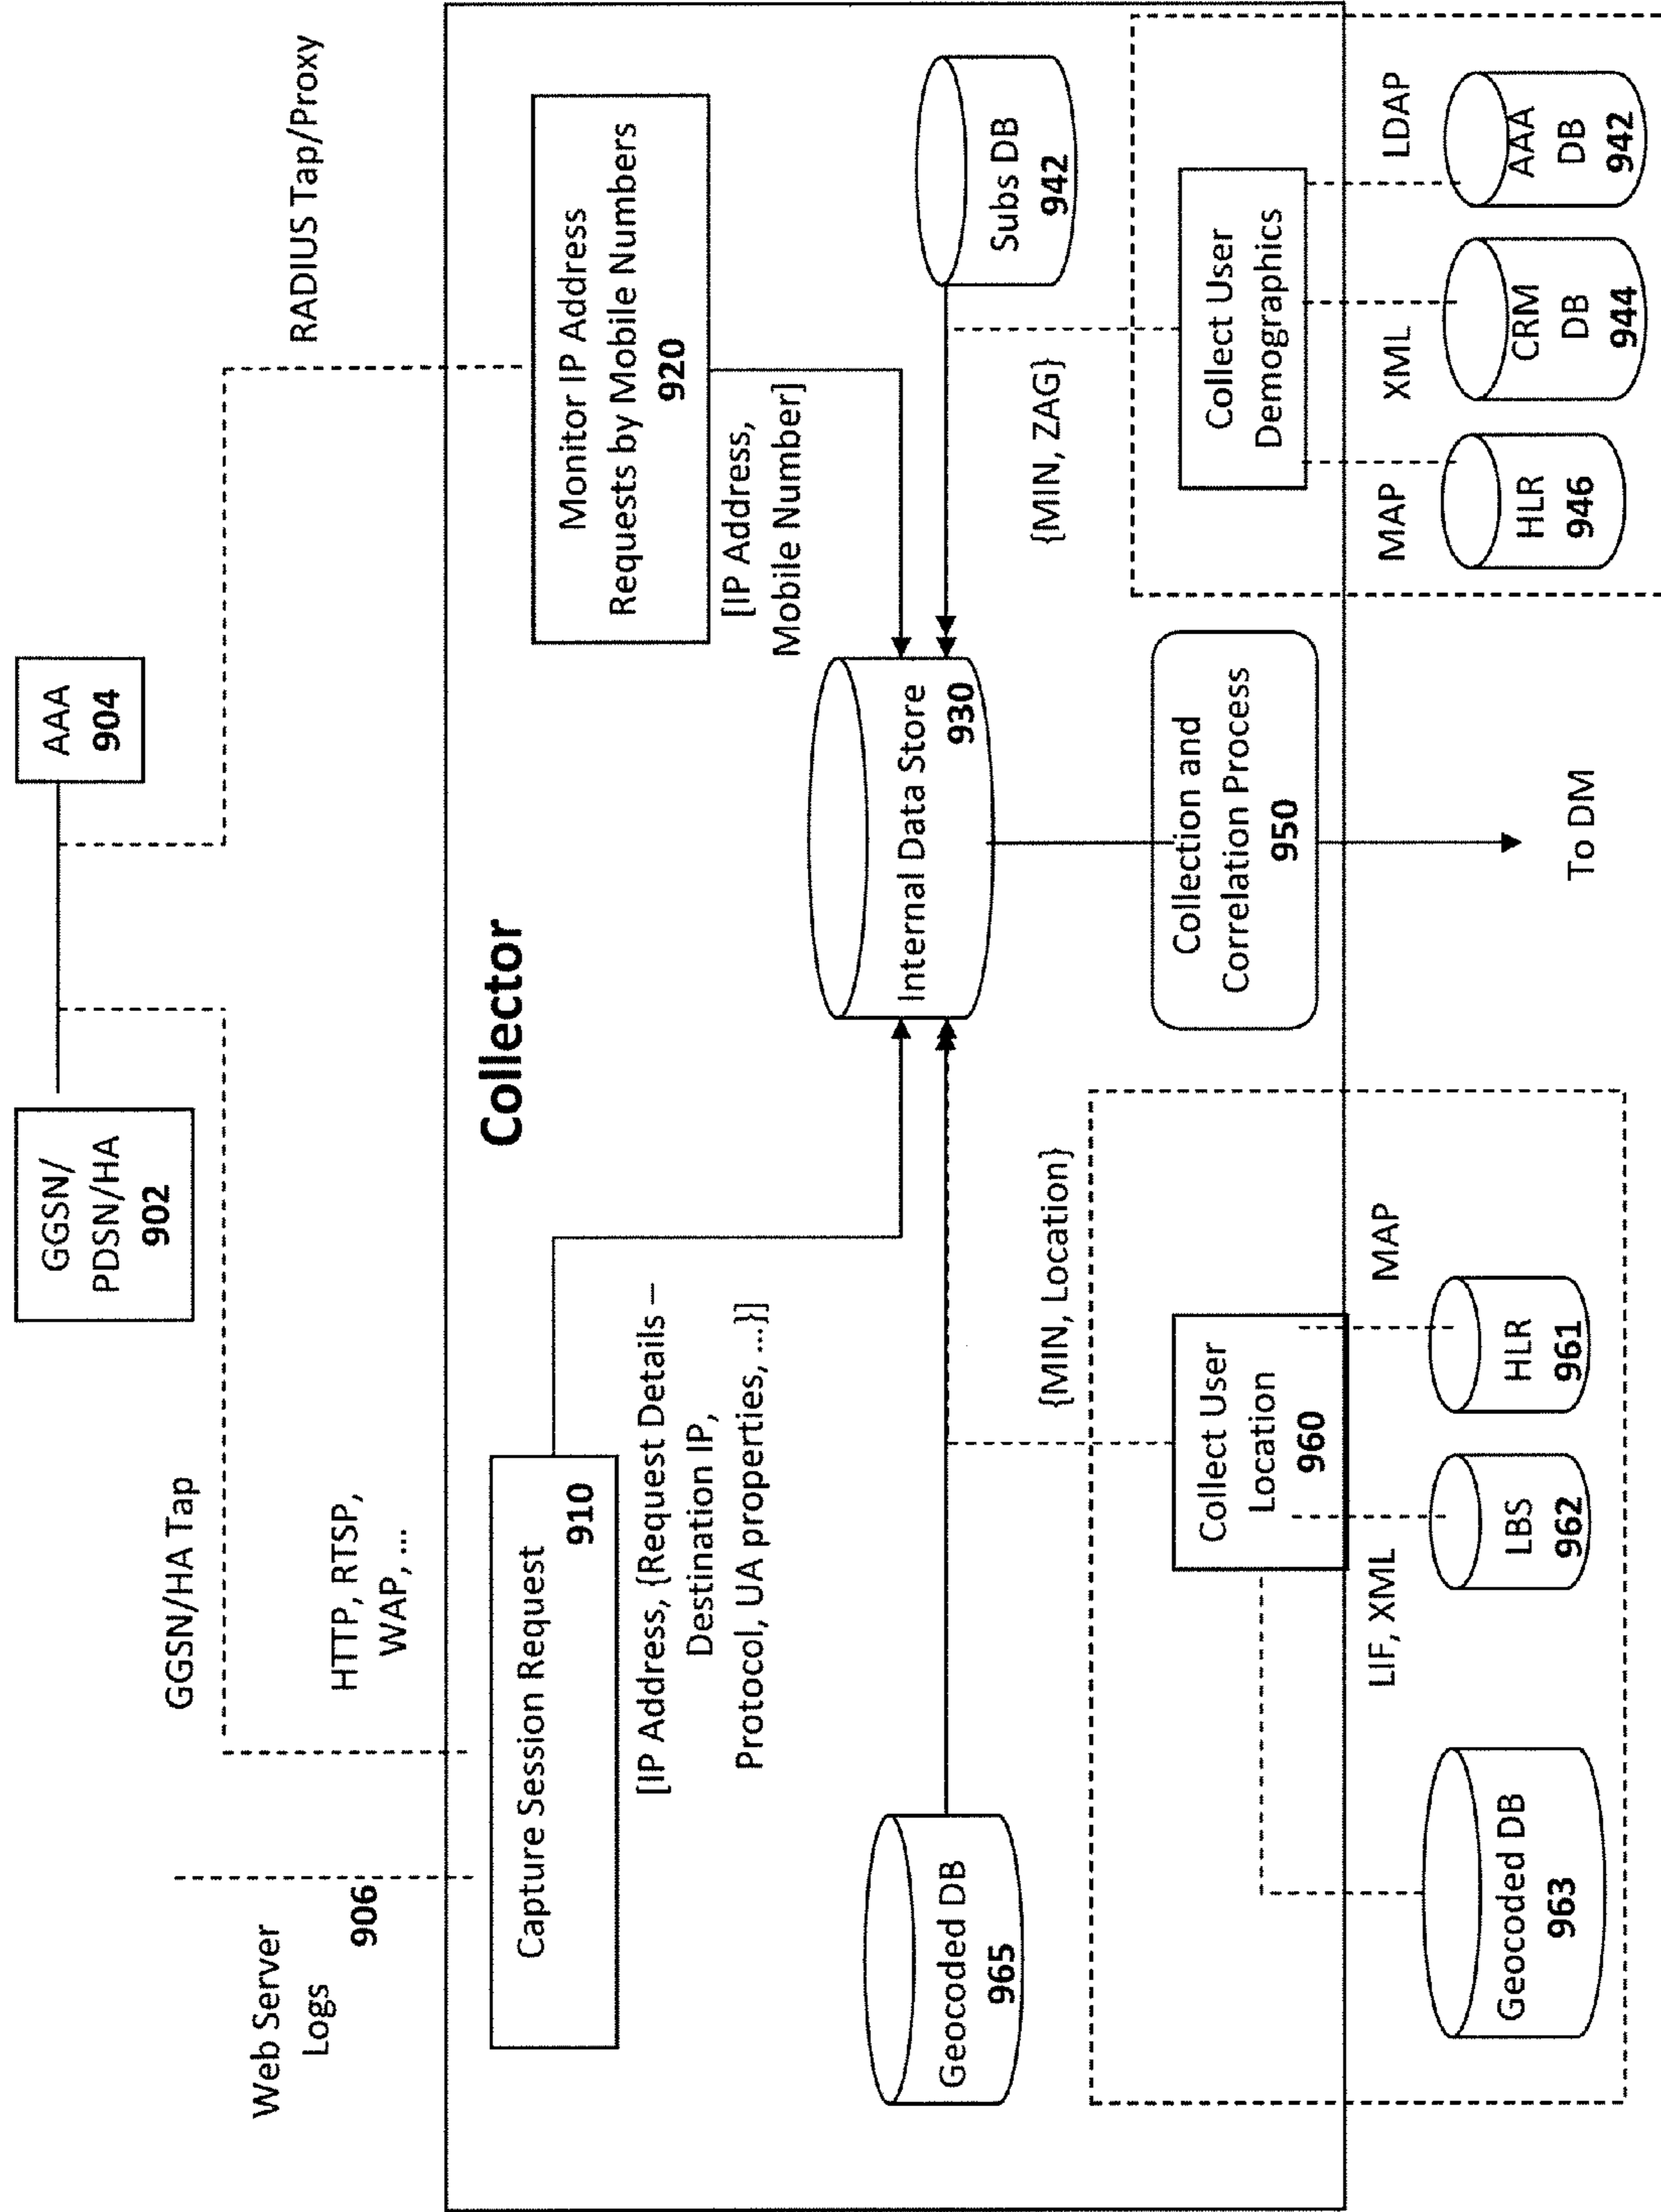 GGSN/
PDSN/HA
902
AAA
904
GGSN/HA Tap
RADIUS Tap/Proxy
Web Server
Logs
906
HTTP, RTSP,
WAP, ...
Collector
Capture Session Request
910
[IP Address, {Request Details –
Destination IP,
Protocol, UA properties, ...}]
Monitor IP Address
Requests by Mobile Numbers
920
[IP Address,
Mobile Number]
Geocoded DB
965
Internal Data Store
930
Subs DB
942
{MIN, Location}
{MIN, ZAG}
Collect User
Location
960
Collection and
Correlation Process
950
Collect User
Demographics
LIF, XML
MAP
MAP
XML
LDAP
Geocoded DB
963
LBS
962
HLR
961
To DM
HLR
946
CRM
DB
944
AAA
DB
942